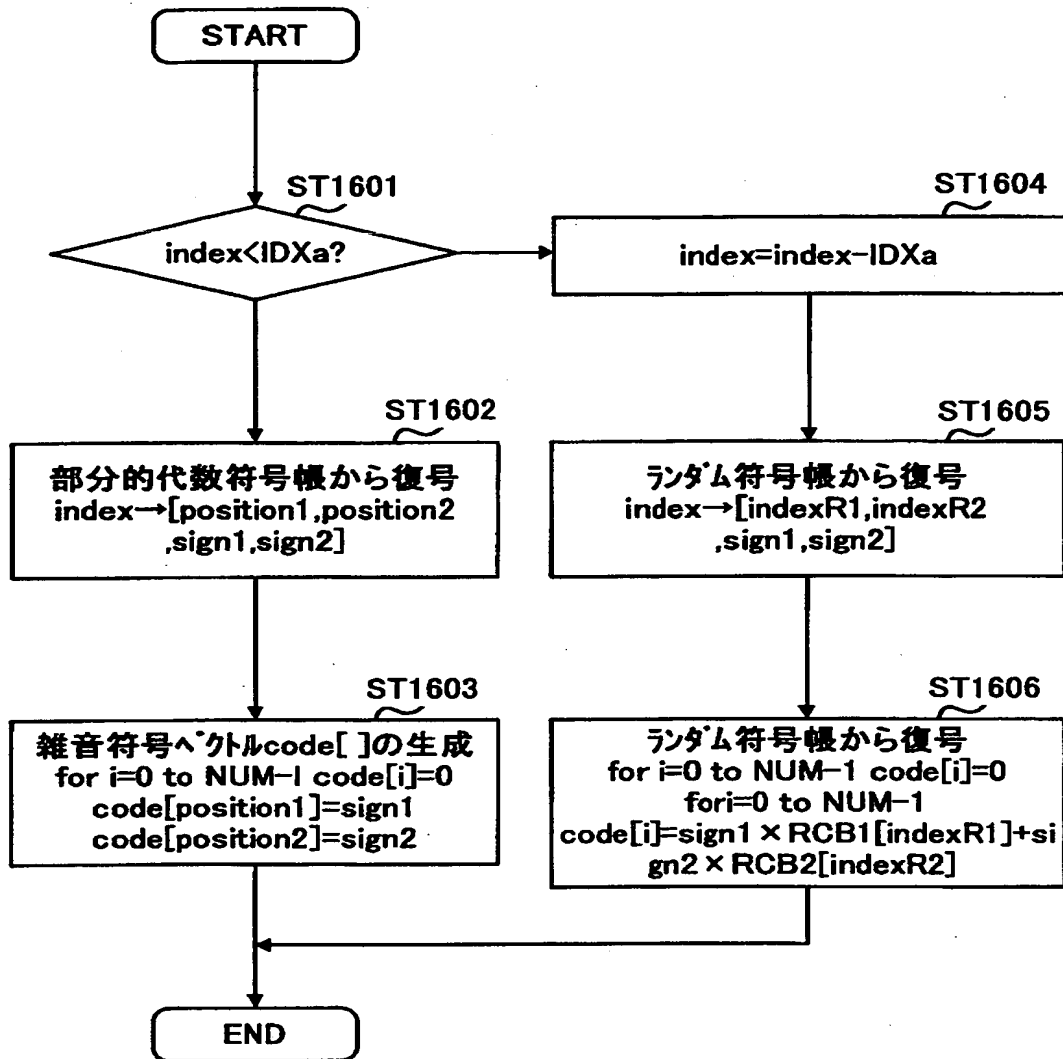 START
ST1601
index<IDXa?
ST1604
index=index-IDXa
ST1602
部分的代数符号帳から復号
index→[position1,position2
,sign1,sign2]
ST1605
ランダム符号帳から復号
index→[indexR1,indexR2
,sign1,sign2]
ST1603
雑音符号ベクトルcode[ ]の生成
for i=0 to NUM-1 code[i]=0
code[position1]=sign1
code[position2]=sign2
ST1606
ランダム符号帳から復号
for i=0 to NUM-1 code[i]=0
fori=0 to NUM-1
code[i]=sign1×RCB1[indexR1]+si
gn2×RCB2[indexR2]
END